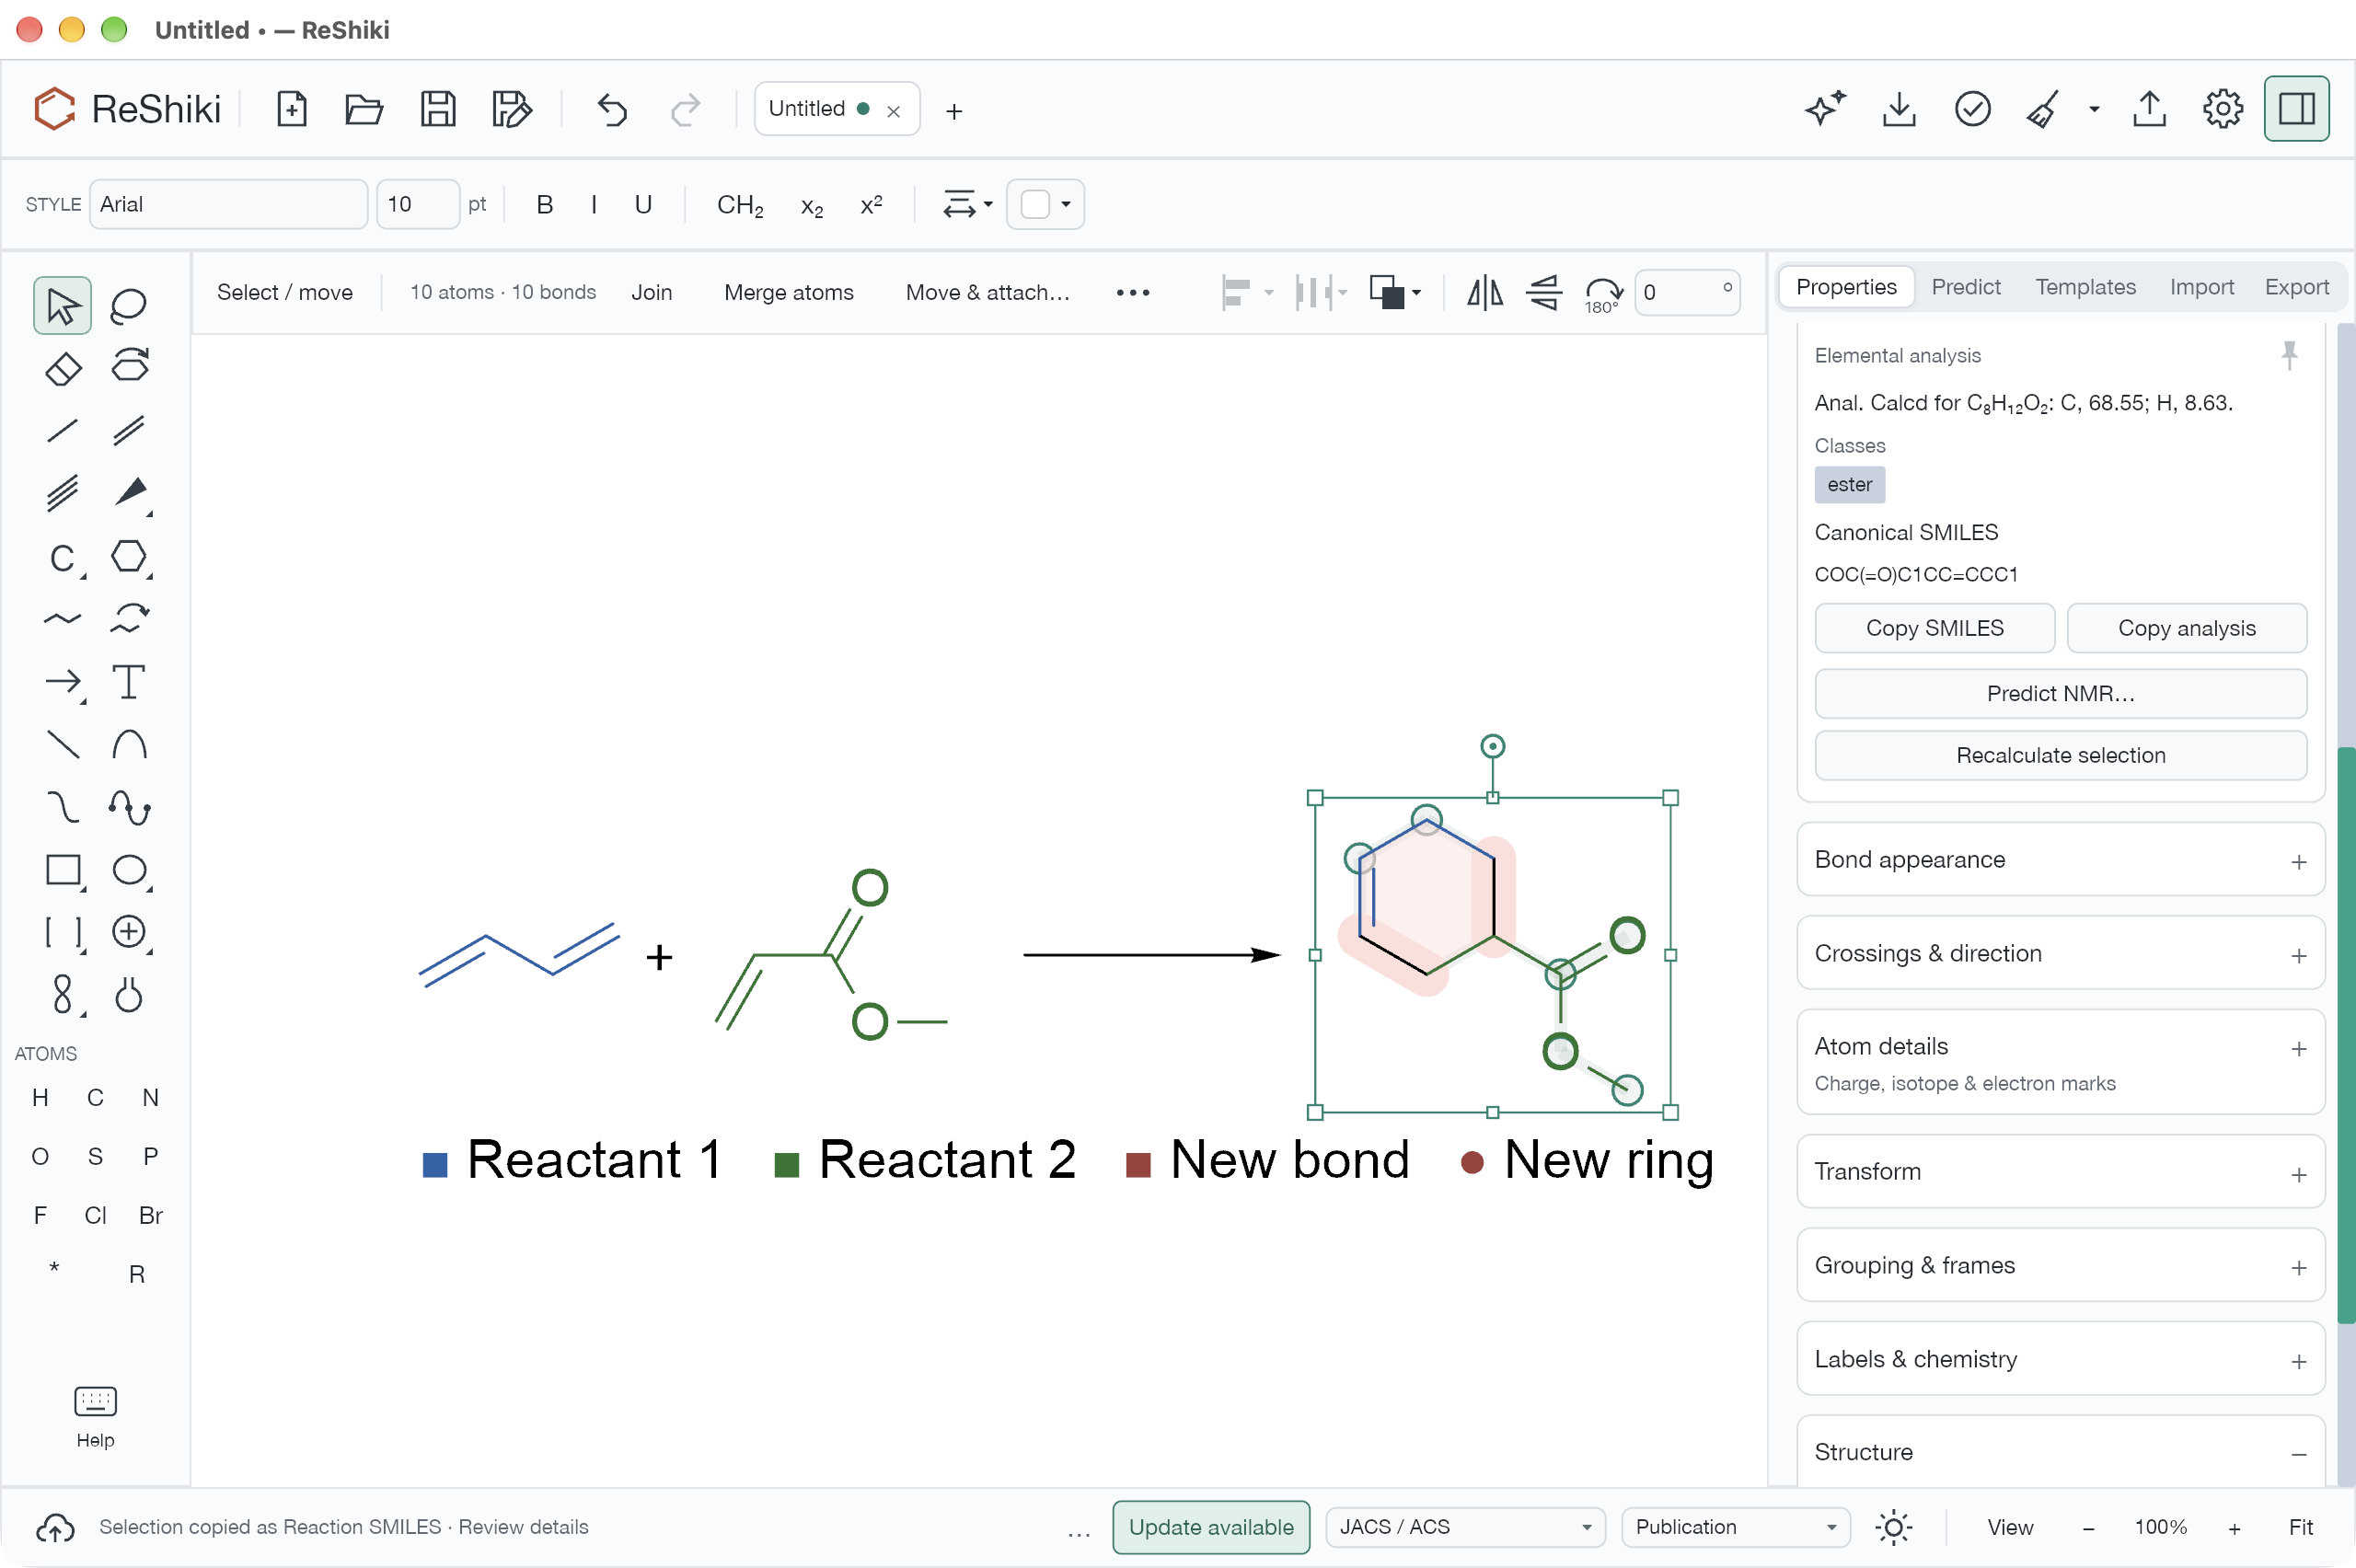 Untitled • — ReShiki
ReShiki
Untitled
STYLE Arial 10 pt B I U CH₂ x₂ x²
Select / move 10 atoms · 10 bonds Join Merge atoms Move & attach... ••• 180° 0 °
Properties Predict Templates Import Export
C
T
ATOMS
H C N
O S P
F Cl Br
* R
Help
O
+
O
O
O
■ Reactant 1 ■ Reactant 2 ■ New bond ● New ring
Elemental analysis
Anal. Calcd for C₈H₁₂O₂: C, 68.55; H, 8.63.
Classes
ester
Canonical SMILES
COC(=O)C1CC=CCC1
Copy SMILES Copy analysis
Predict NMR...
Recalculate selection
Bond appearance +
Crossings & direction +
Atom details +
Charge, isotope & electron marks
Transform +
Grouping & frames +
Labels & chemistry +
Structure −
Selection copied as Reaction SMILES · Review details ... Update available JACS / ACS Publication View − 100% + Fit